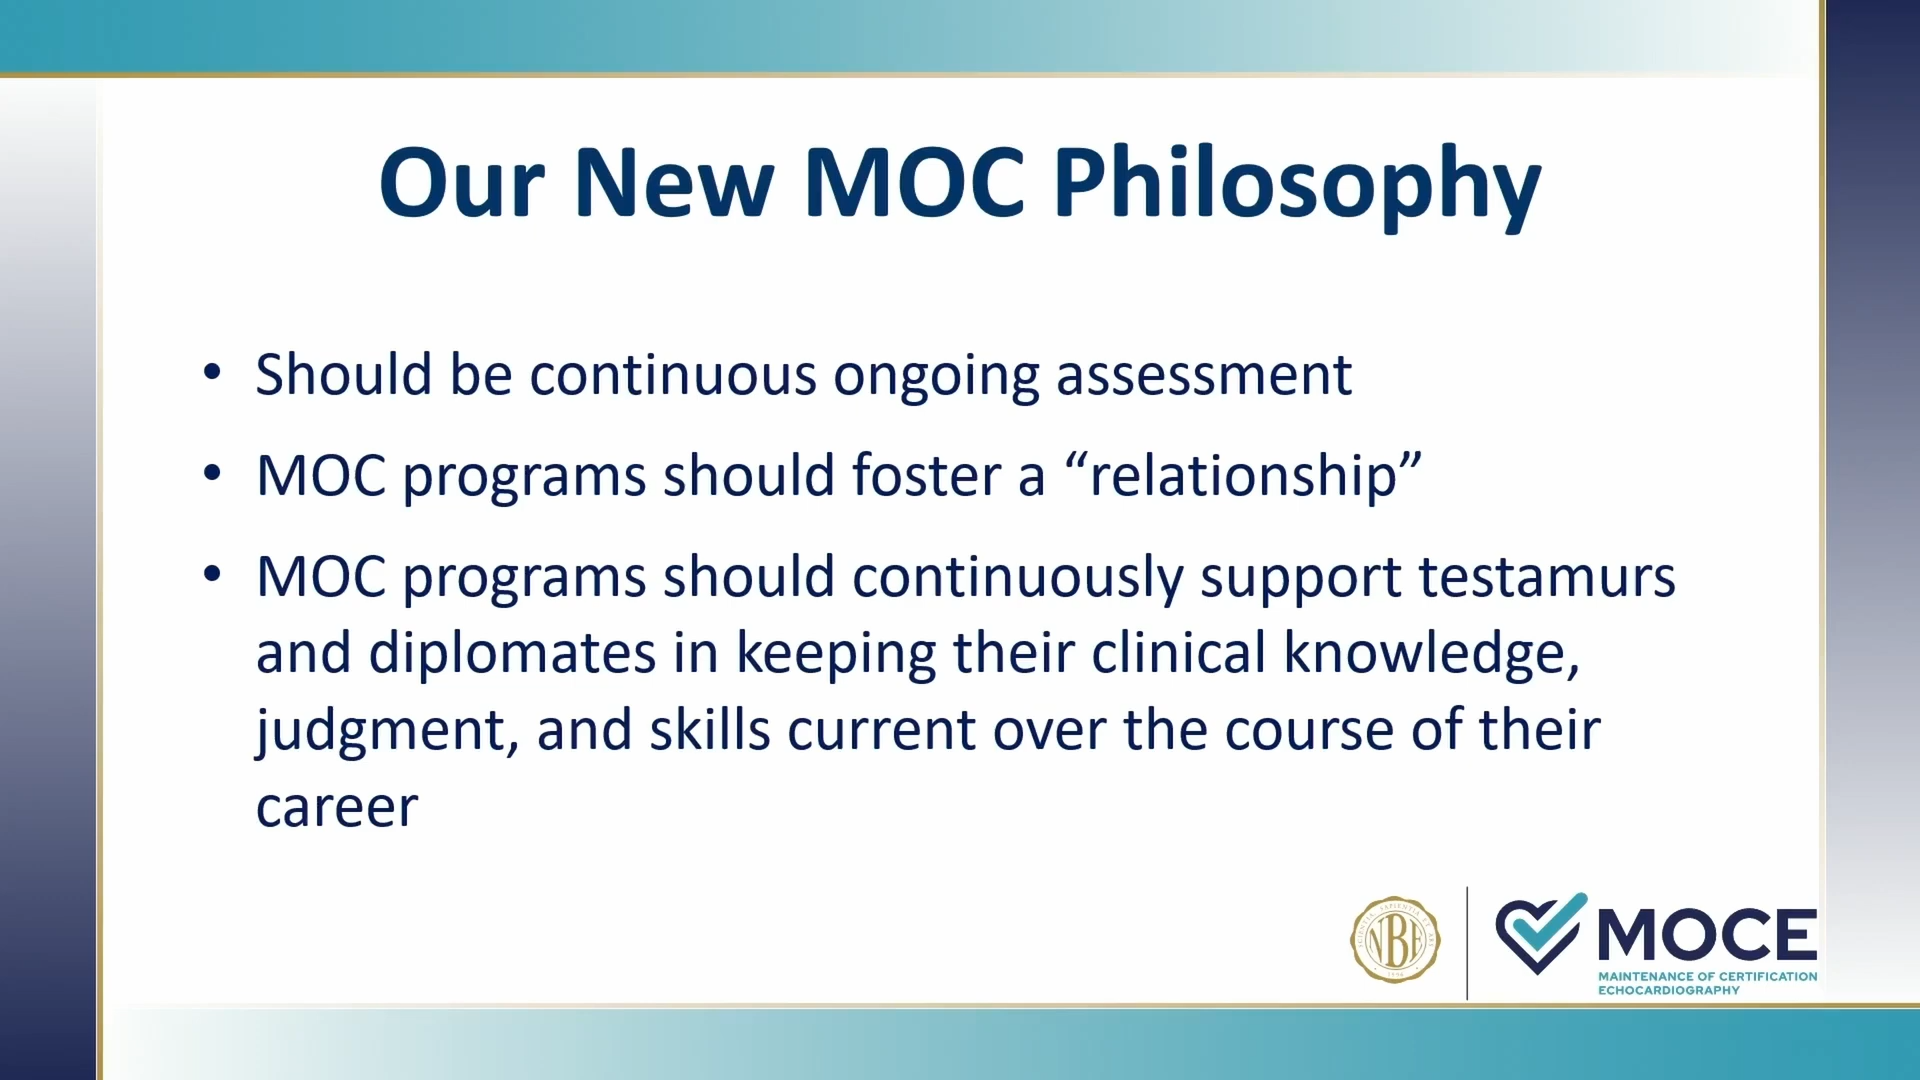 Our New MOC Philosophy
• Should be continuous ongoing assessment
• MOC programs should foster a “relationship”
• MOC programs should continuously support testamurs
and diplomates in keeping their clinical knowledge,
judgment, and skills current over the course of their
career
NBE
MOCE
MAINTENANCE OF CERTIFICATION
ECHOCARDIOGRAPHY